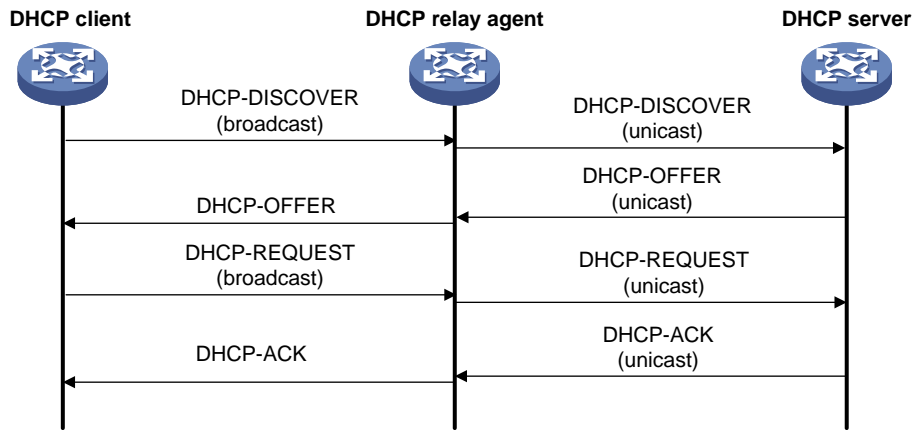 DHCP client
DHCP relay agent
DHCP server
DHCP-DISCOVER
(broadcast)
DHCP-DISCOVER
(unicast)
DHCP-OFFER
(unicast)
DHCP-OFFER
DHCP-REQUEST
(broadcast)
DHCP-REQUEST
(unicast)
DHCP-ACK
(unicast)
DHCP-ACK